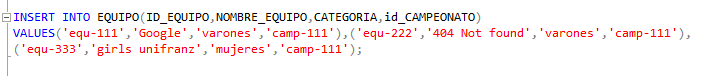 INSERT INTO EQUIPO(ID_EQUIPO,NOMBRE_EQUIPO,CATEGORIA,id_CAMPEONATO)
VALUES('equ-111','Google','varones','camp-111'),('equ-222','404 Not found','varones','camp-111'),
('equ-333','girls unifranz','mujeres','camp-111');